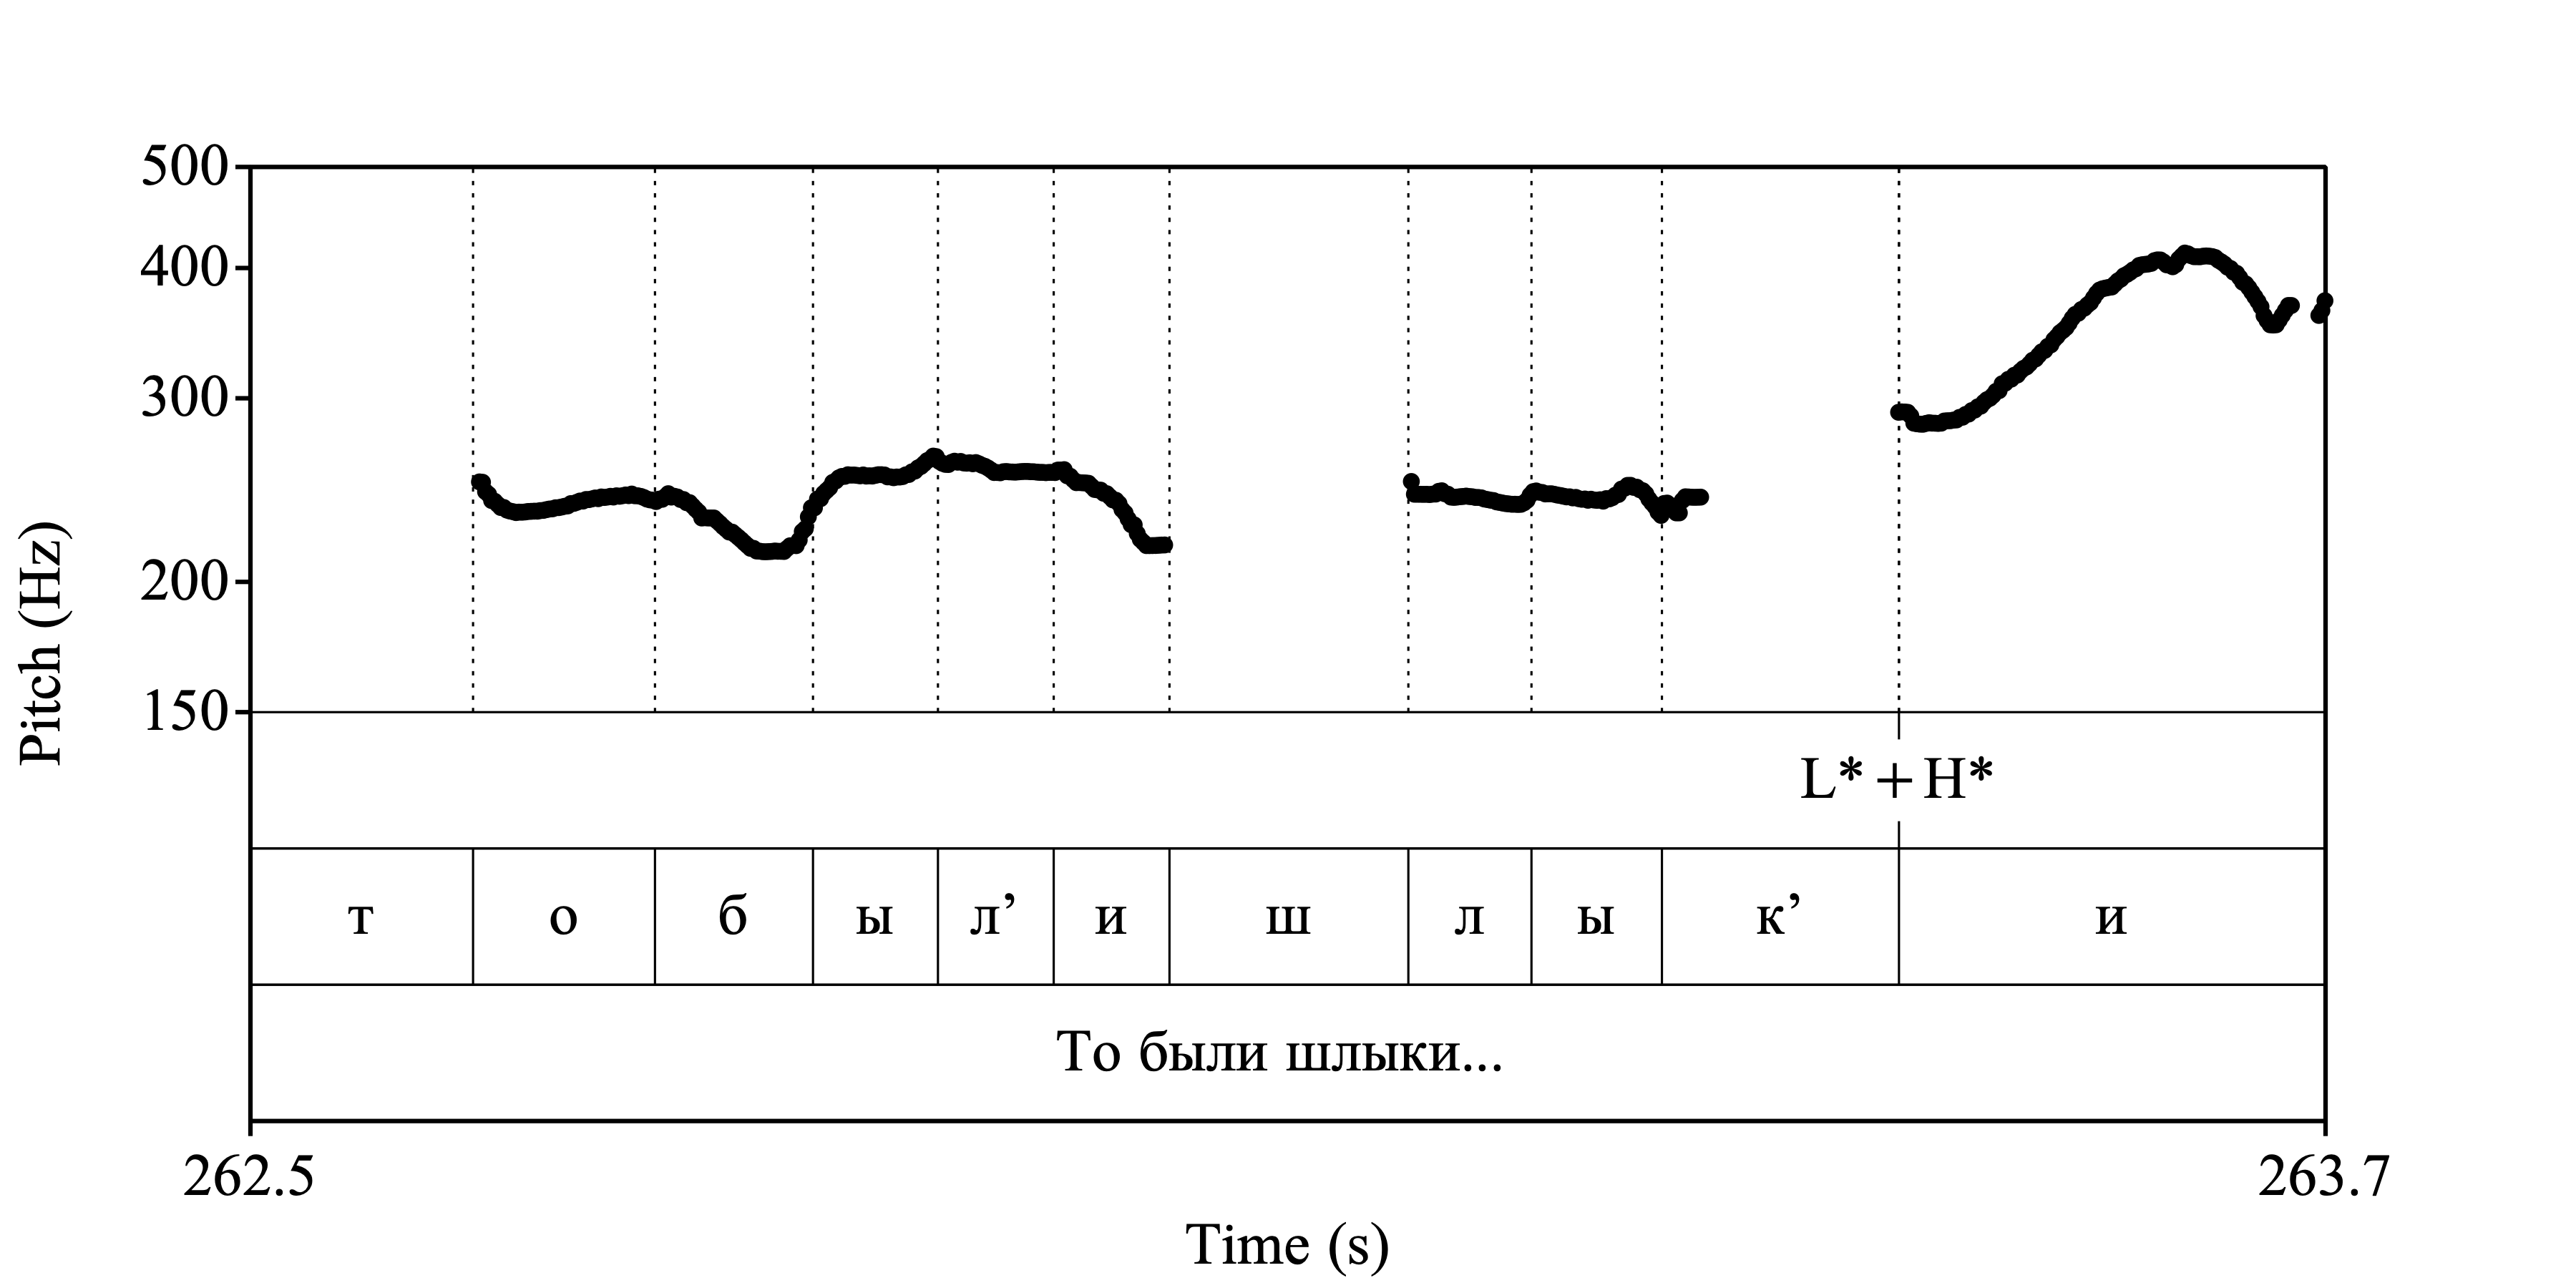 500
400
300
200
150
Pitch (Hz)
L* + H*
т о б ы л’ и ш л ы к’ и
То были шлыки...
262.5 263.7
Time (s)